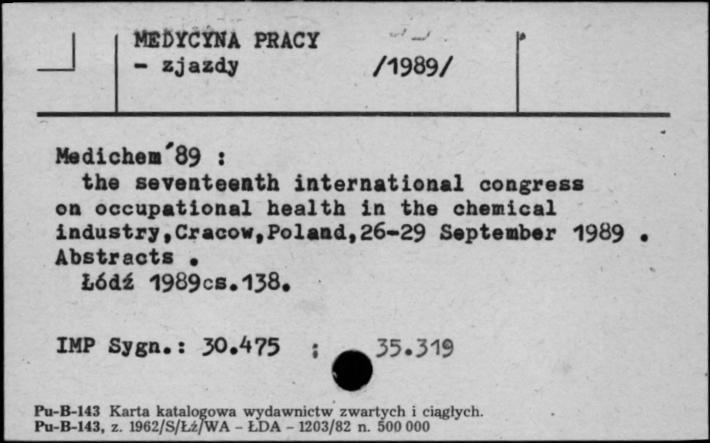 MEDYCYNA PRACY
- zjazdy /1989/
Medichem´89 :
the seventeenth international congress
on occupational health in the chemical
industry,Cracow,Poland,26-29 September 1989 .
Abstracts .
Łódź 1989cs.138.
IMP Sygn.: 30.475 ; 35.319
Pu-B-143 Karta katalogowa wydawnictw zwartych i ciągłych.
Pu-B-143, z. 1962/S/Łż/WA - ŁDA - 1203/82 n. 500 000